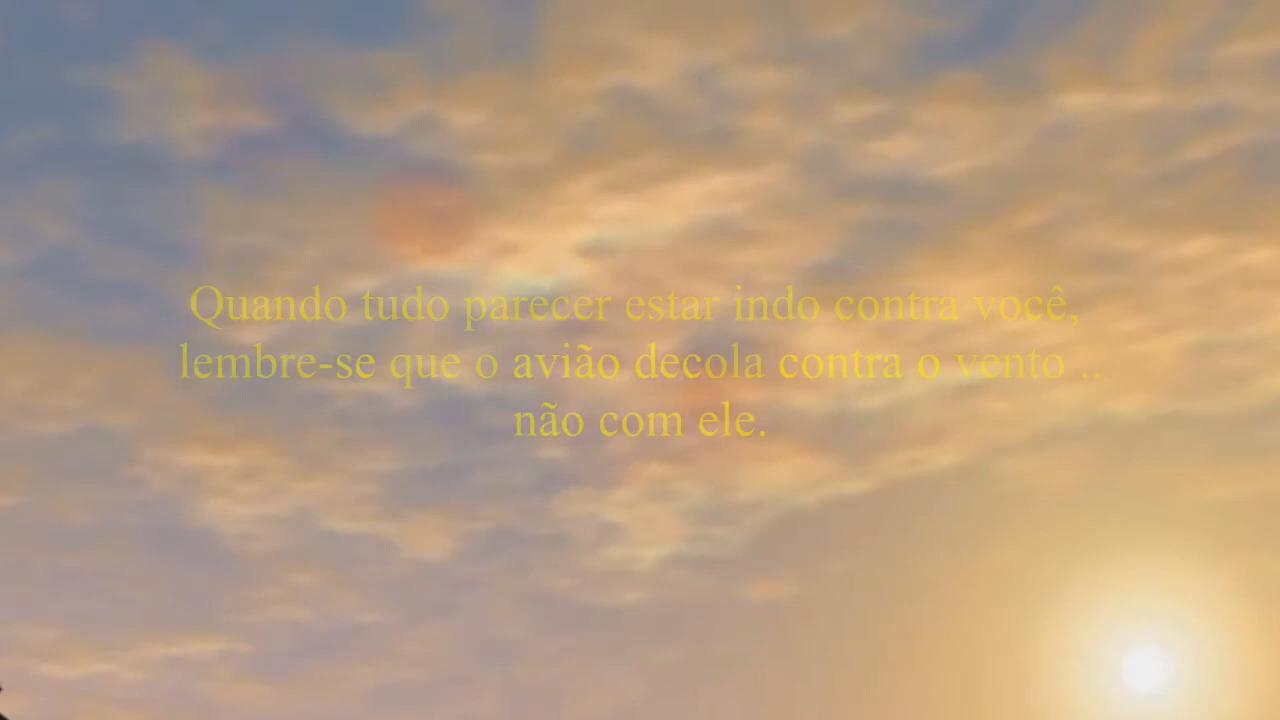 Quando tudo parecer estar indo contra você,
lembre-se que o avião decola contra o vento ..
não com ele.